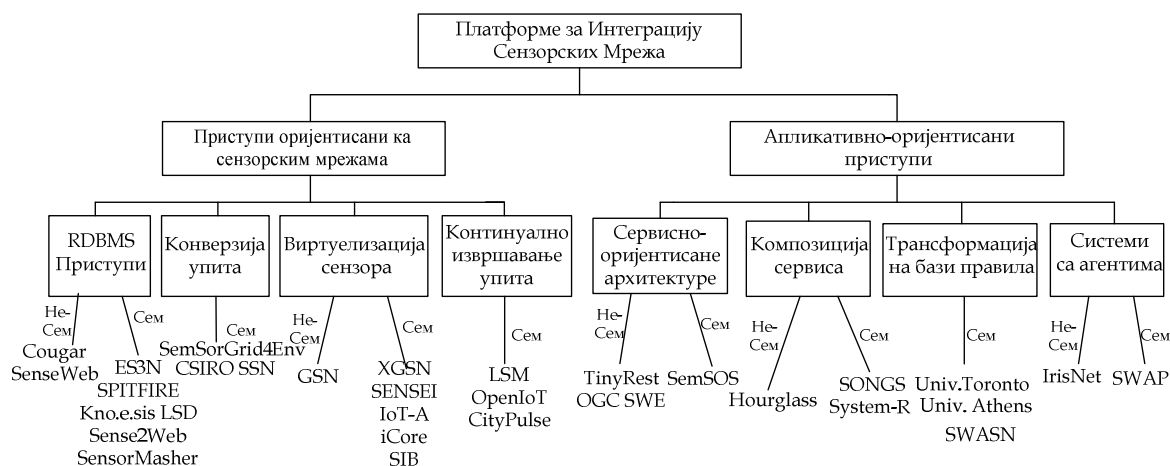 Платформе за Интеграцију
Сензорских Мрежа
Приступи оријентисани ка
сензорским мрежама
Апликативно-оријентисани
приступи
RDBMS
Приступи
Конверзија
упита
Виртуелизација
сензора
Континуално
извршавање
упита
Сервисно-
оријентисане
архитектуре
Композиција
сервиса
Трансформација
на бази правила
Системи
са агентима
Не-
Сем
Cougar
SenseWeb
Сем
ES3N
SPITFIRE
Kno.e.sis LSD
Sense2Web
SensorMasher
Сем
SemSorGrid4Env
CSIRO SSN
Не-
Сем
GSN
Сем
XGSN
SENSEI
IoT-A
iCore
SIB
Сем
LSM
OpenIoT
CityPulse
Не-
Сем
TinyRest
OGC SWE
Сем
SemSOS
Не-
Сем
Hourglass
Сем
SONGS
System-R
Сем
Univ.Toronto
Univ. Athens
SWASN
Не-
Сем
IrisNet
Сем
SWAP